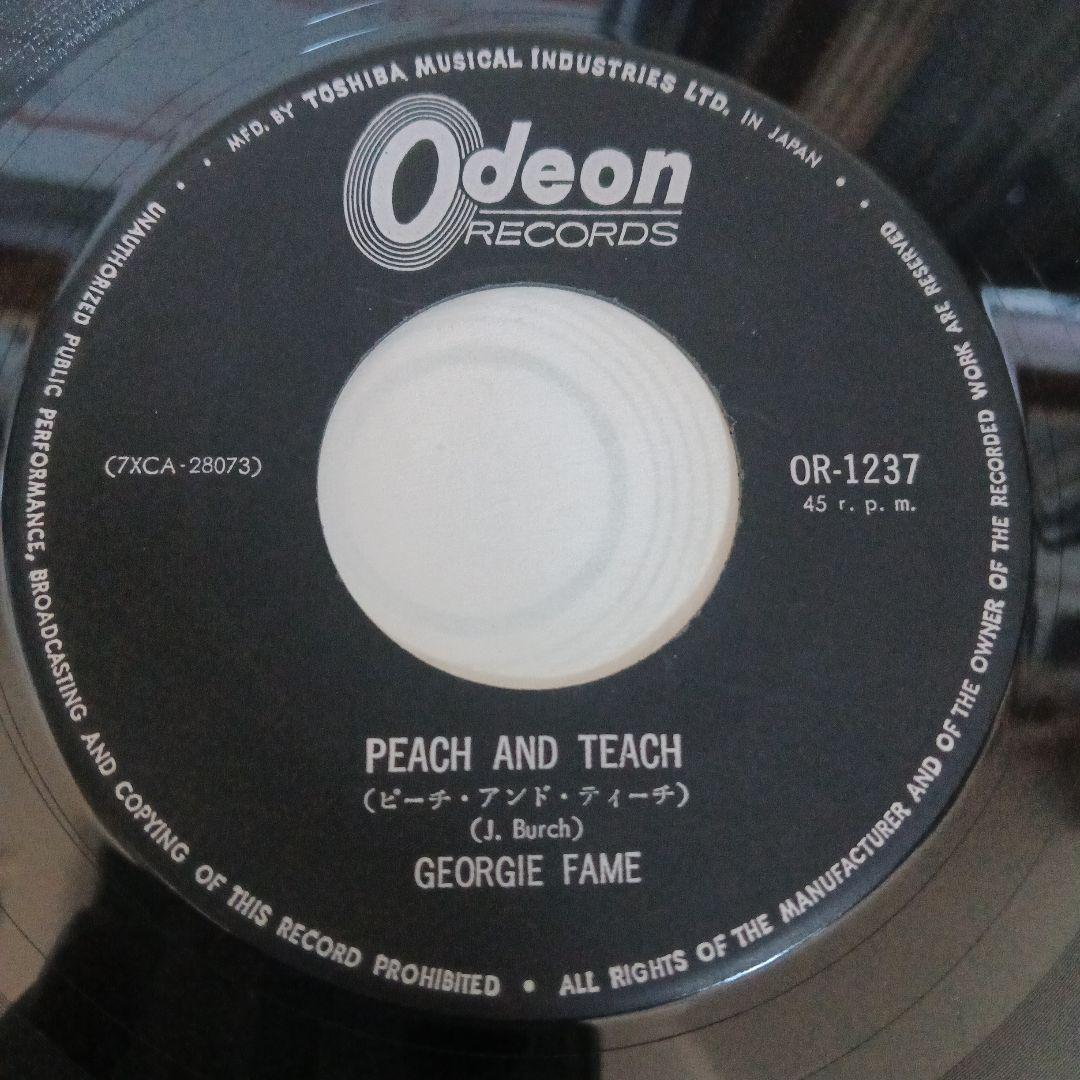 MFD. BY TOSHIBA MUSICAL INDUSTRIES LTD. IN JAPAN
Odeon
RECORDS
(7XCA-28073)
OR-1237
45 r. p. m.
PEACH AND TEACH
(ピーチ・アンド・ティーチ)
(J. Burch)
GEORGIE FAME
UNAUTHORIZED PUBLIC PERFORMANCE, BROADCASTING AND COPYING OF THIS RECORD PROHIBITED • ALL RIGHTS OF THE MANUFACTURER AND OF THE OWNER OF THE RECORDED WORK ARE RESERVED